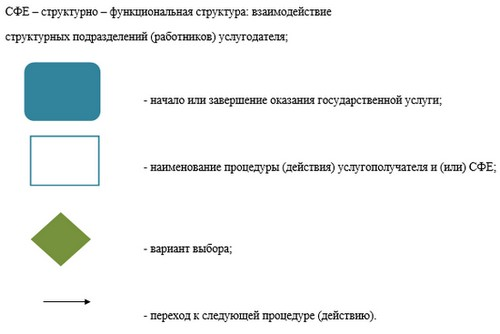 СФЕ – структурно – функциональная структура: взаимодействие
структурных подразделений (работников) услугодателя;
- начало или завершение оказания государственной услуги;
- наименование процедуры (действия) услугополучателя и (или) СФЕ;
- вариант выбора;
- переход к следующей процедуре (действию).